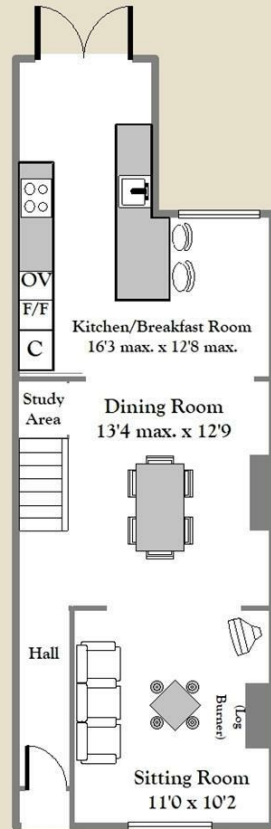 OV
F/F
C
Kitchen/Breakfast Room
16'3 max. x 12'8 max.
Study
Area
Dining Room
13'4 max. x 12'9
Hall
(Log
Burner)
Sitting Room
11'0 x 10'2